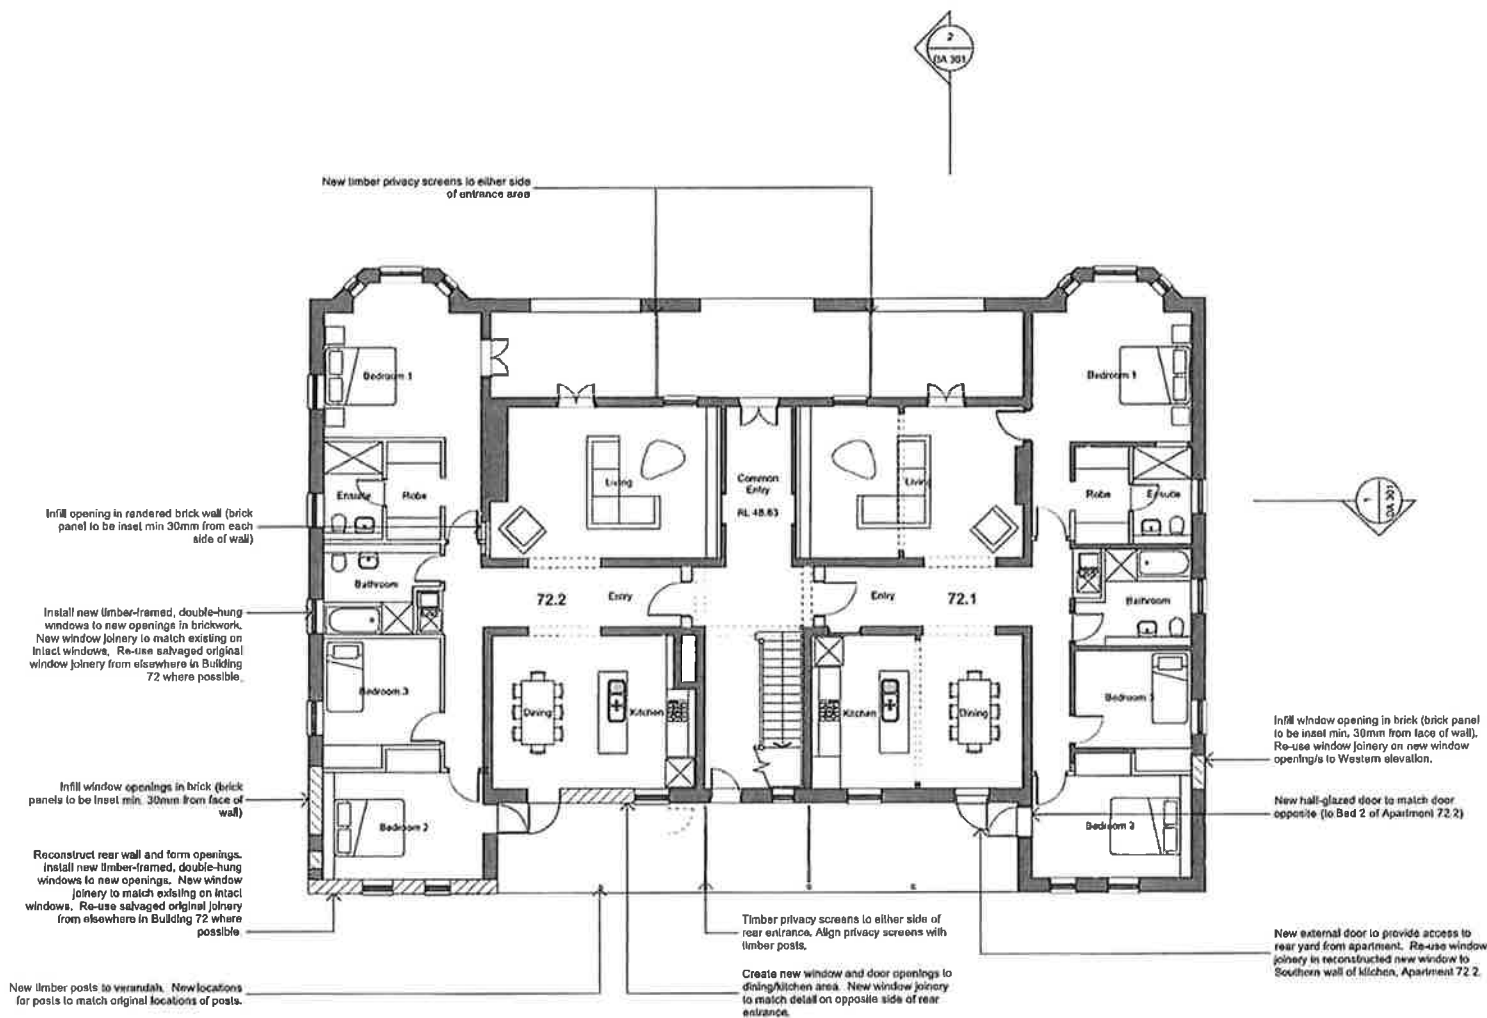 2
DA 301
New timber privacy screens to either side
of entrance area
Bedroom 1
Bedroom 1
Living
Common
Entry
RL 48.63
Living
Ensuite
Robe
Robe
Ensuite
1
DA 301
Infill opening in rendered brick wall (brick
panel to be inset min 30mm from each
side of wall)
Bathroom
72.2
Entry
Entry
72.1
Bathroom
Install new timber-framed, double-hung
windows to new openings in brickwork.
New window joinery to match existing on
intact windows. Re-use salvaged original
window joinery from elsewhere in Building
72 where possible.
Bedroom 3
Dining
Kitchen
Kitchen
Dining
Bedroom 3
Infill window opening in brick (brick panel
to be inset min. 30mm from face of wall).
Re-use window joinery on new window
opening/s to Western elevation.
Infill window openings in brick (brick
panels to be inset min. 30mm from face of
wall)
New half-glazed door to match door
opposite (to Bed 2 of Apartment 72.2)
Bedroom 2
Bedroom 2
Reconstruct rear wall and form openings.
Install new timber-framed, double-hung
windows to new openings. New window
joinery to match existing on intact
windows. Re-use salvaged original joinery
from elsewhere in Building 72 where
possible.
Timber privacy screens to either side of
rear entrance. Align privacy screens with
timber posts.
New external door to provide access to
rear yard from apartment. Re-use window
joinery in reconstructed new window to
Southern wall of kitchen, Apartment 72.2.
New timber posts to verandah. New locations
for posts to match original locations of posts.
Create new window and door openings to
dining/kitchen area. New window joinery
to match detail on opposite side of rear
entrance.